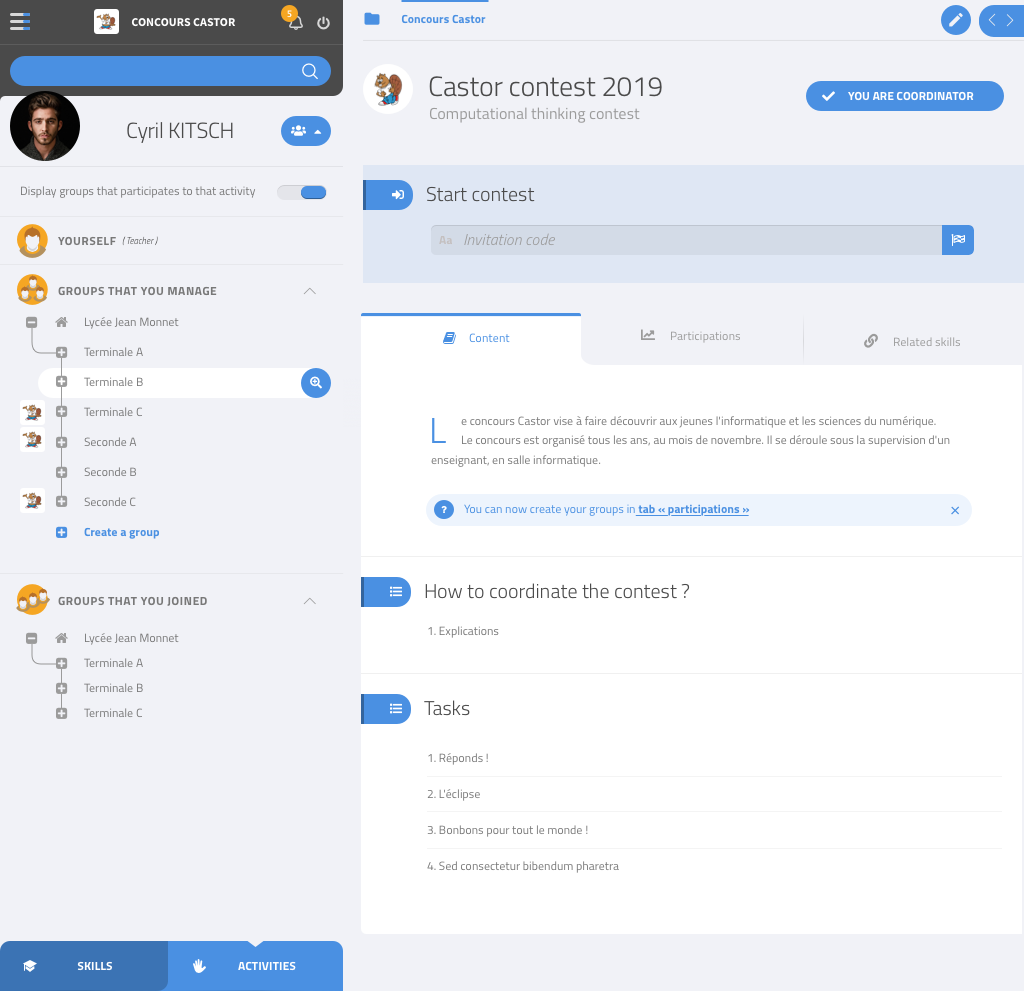 CONCOURS CASTOR
5
Cyril KITSCH
Display groups that participates to that activity
YOURSELF (Teacher)
GROUPS THAT YOU MANAGE
Lycée Jean Monnet
Terminale A
Terminale B
Terminale C
Seconde A
Seconde B
Seconde C
Create a group
GROUPS THAT YOU JOINED
Lycée Jean Monnet
Terminale A
Terminale B
Terminale C
SKILLS
ACTIVITIES
Concours Castor
Castor contest 2019
Computational thinking contest
YOU ARE COORDINATOR
Start contest
Aa Invitation code
Content
Participations
Related skills
Le concours Castor vise à faire découvrir aux jeunes l'informatique et les sciences du numérique.
Le concours est organisé tous les ans, au mois de novembre. Il se déroule sous la supervision d'un
enseignant, en salle informatique.
? You can now create your groups in tab « participations »
How to coordinate the contest ?
1. Explications
Tasks
1. Réponds !
2. L'éclipse
3. Bonbons pour tout le monde !
4. Sed consectetur bibendum pharetra